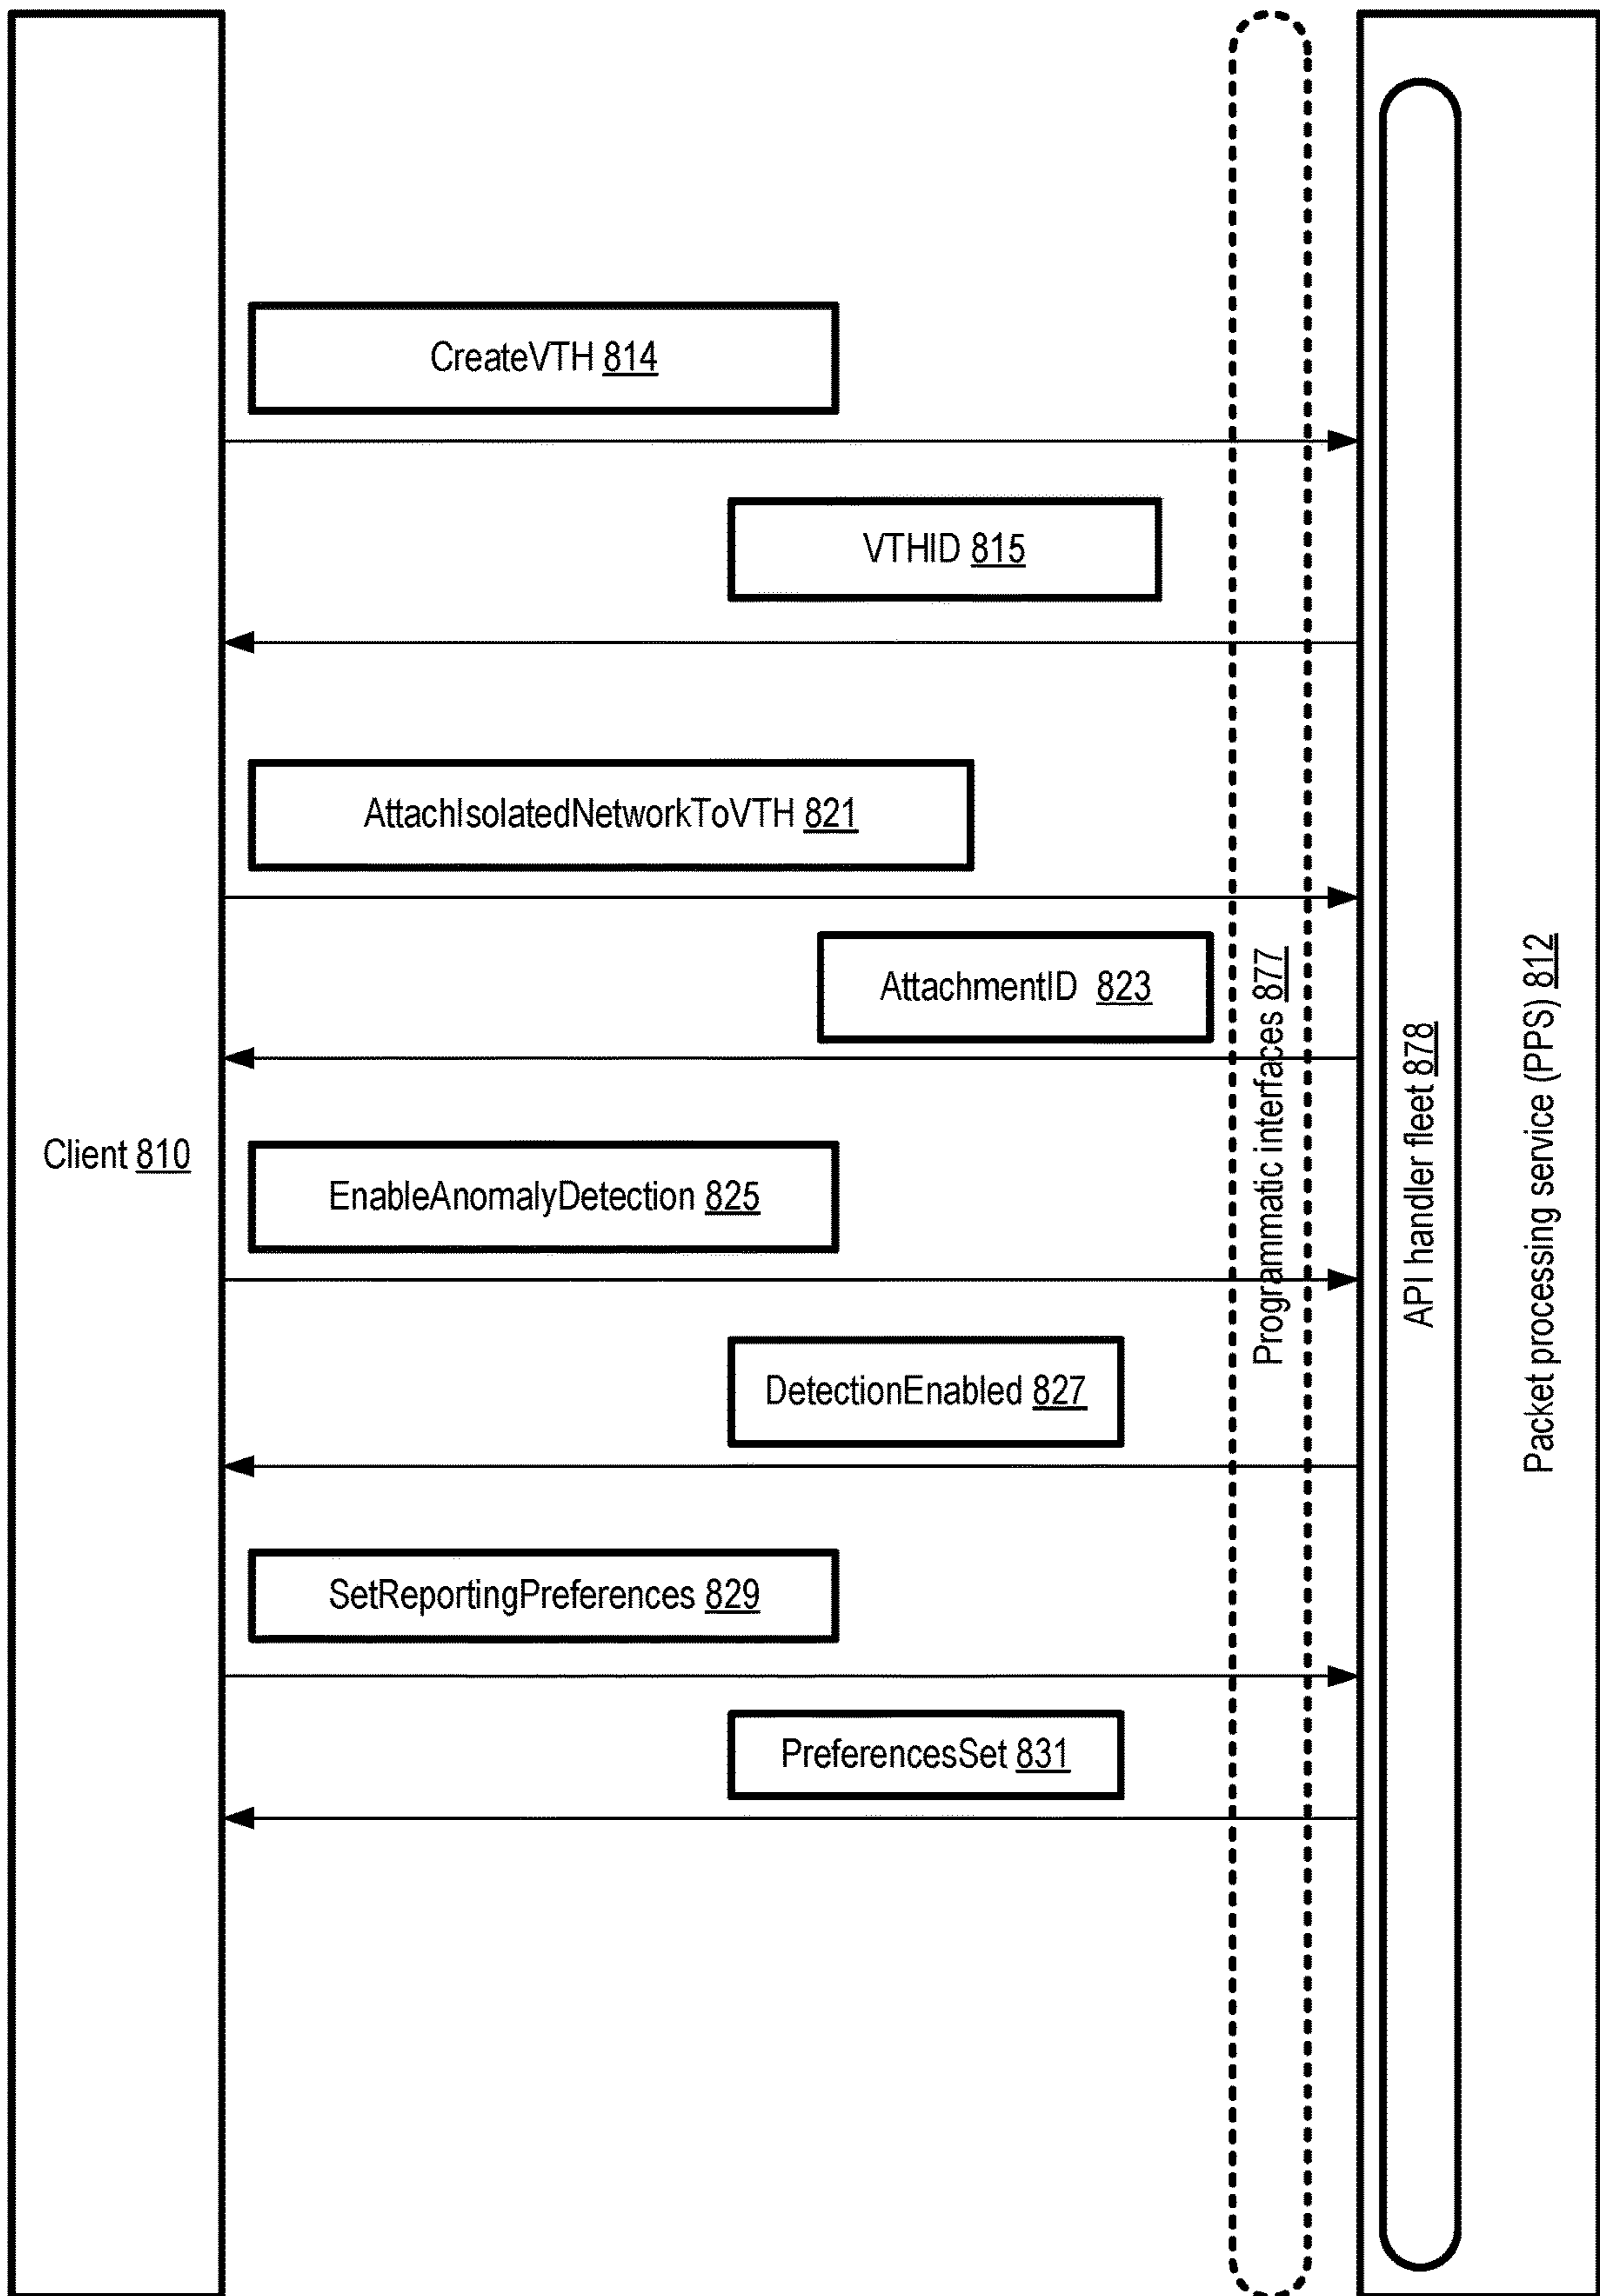 CreateVTH 814
VTHID 815
AttachIsolatedNetworkToVTH 821
AttachmentID 823
Client 810
EnableAnomalyDetection 825
DetectionEnabled 827
SetReportingPreferences 829
PreferencesSet 831
Programmatic interfaces 877
API handler fleet 878
Packet processing service (PPS) 812